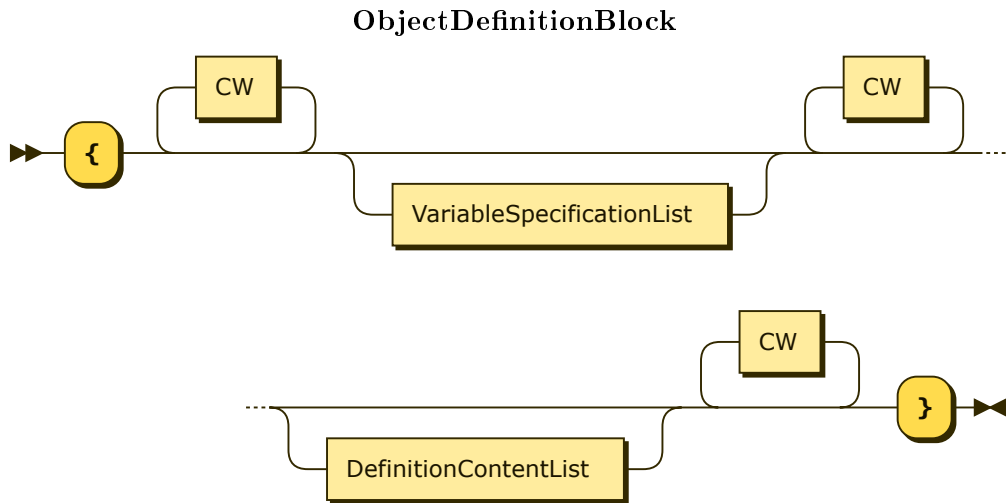 ObjectDefinitionBlock
CW CW
{
VariableSpecificationList
CW
}
DefinitionContentList